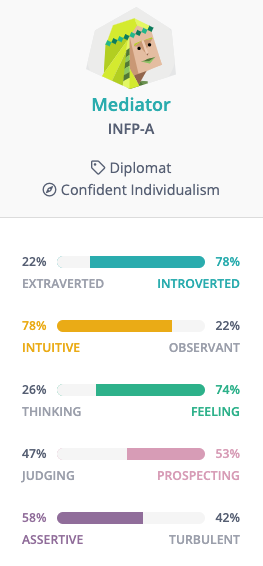 Mediator
INFP-A
Diplomat
Confident Individualism
22% 78%
EXTRAVERTED INTROVERTED
78% 22%
INTUITIVE OBSERVANT
26% 74%
THINKING FEELING
47% 53%
JUDGING PROSPECTING
58% 42%
ASSERTIVE TURBULENT